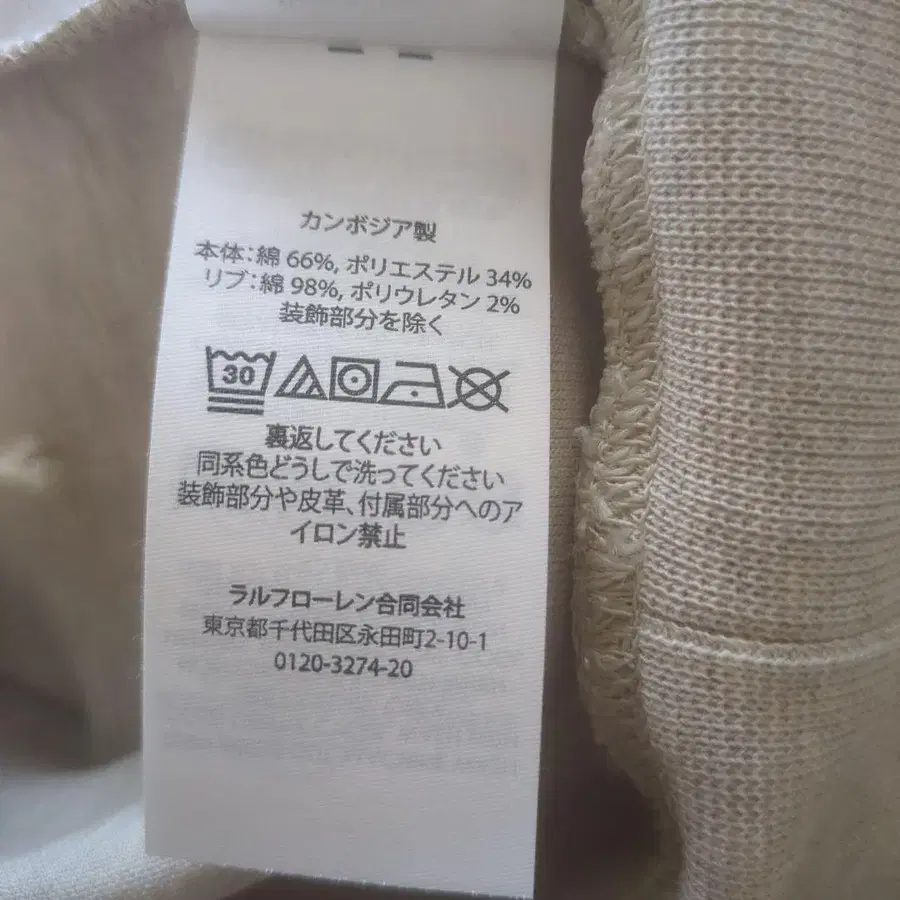 カンボジア製
本体：綿 66%, ポリエステル 34%
リブ：綿 98%, ポリウレタン 2%
装飾部分を除く
30
裏返してください
同系色どうしで洗ってください
装飾部分や皮革、付属部分へのア
イロン禁止
ラルフローレン合同会社
東京都千代田区永田町2-10-1
0120-3274-20